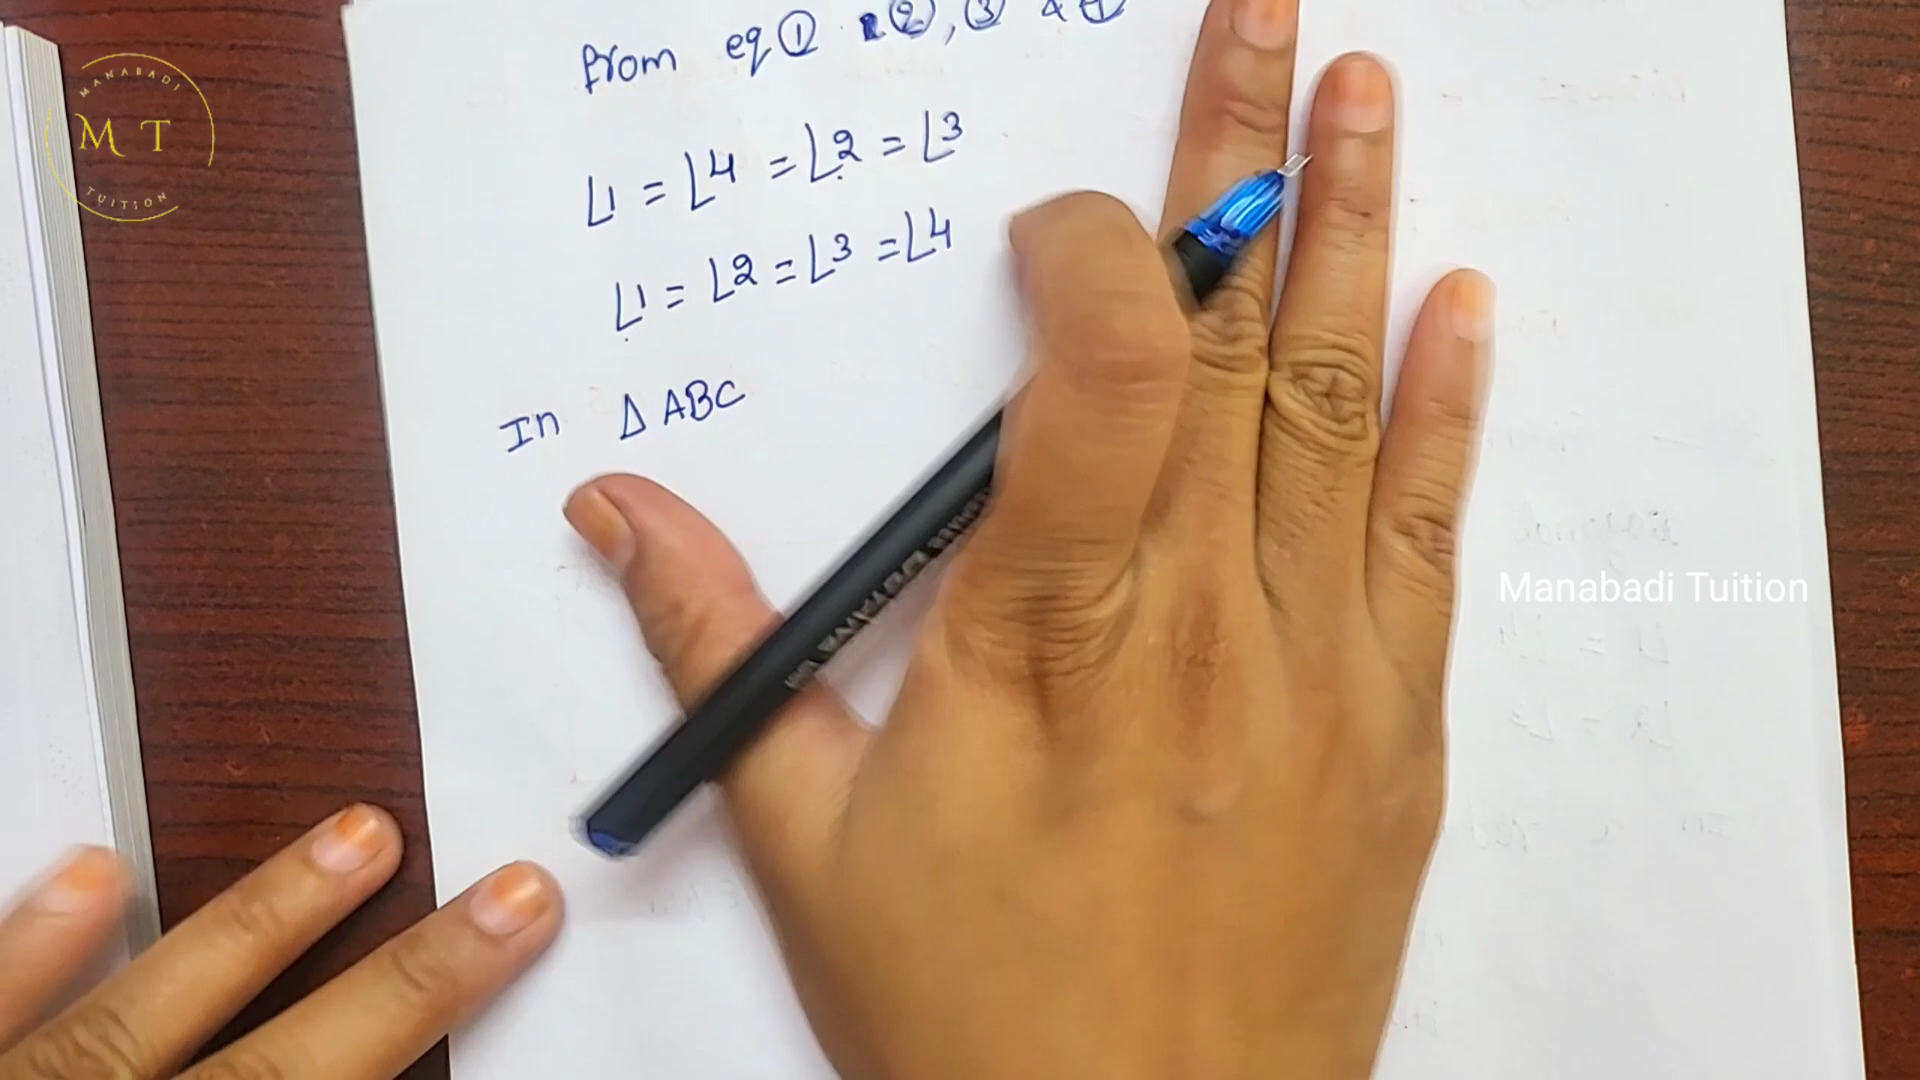 from eq ① ②, ③ & ④
MANABADI
M T
TUITION
∠1 = ∠4 = ∠2 = ∠3
∠1 = ∠2 = ∠3 = ∠4
In Δ ABC
Manabadi Tuition